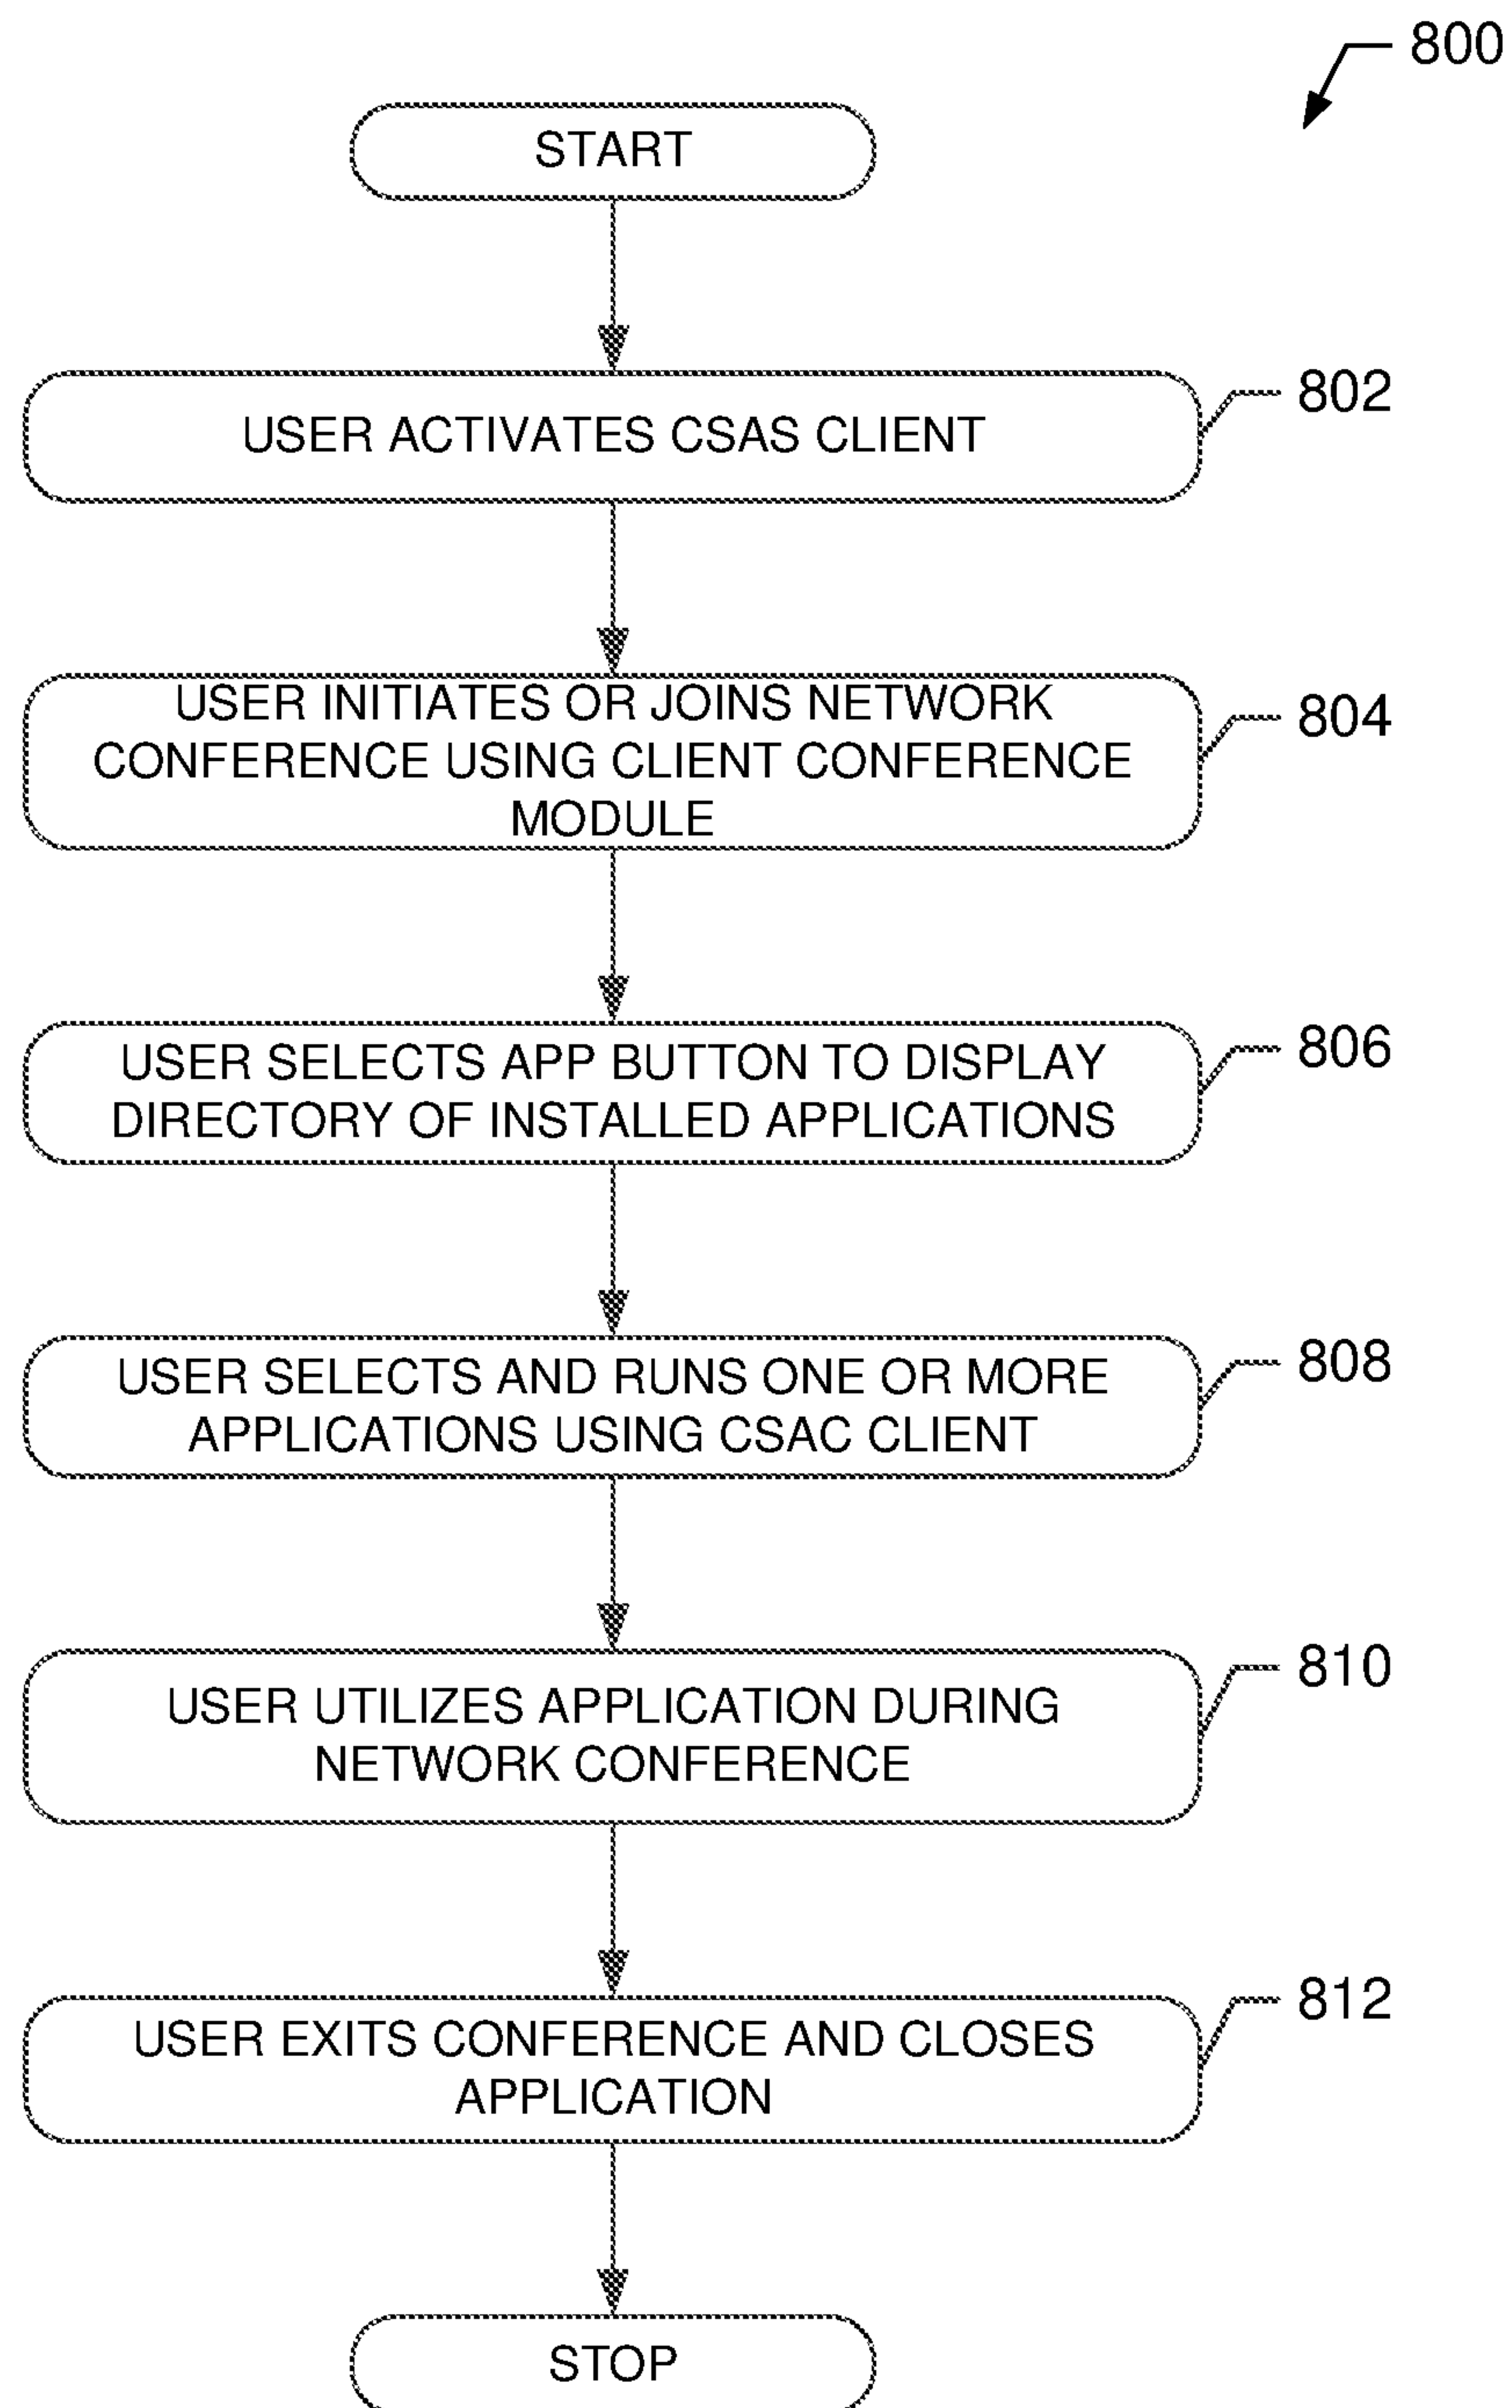 800
START
USER ACTIVATES CSAS CLIENT
802
USER INITIATES OR JOINS NETWORK
CONFERENCE USING CLIENT CONFERENCE
MODULE
804
USER SELECTS APP BUTTON TO DISPLAY
DIRECTORY OF INSTALLED APPLICATIONS
806
USER SELECTS AND RUNS ONE OR MORE
APPLICATIONS USING CSAC CLIENT
808
USER UTILIZES APPLICATION DURING
NETWORK CONFERENCE
810
USER EXITS CONFERENCE AND CLOSES
APPLICATION
812
STOP